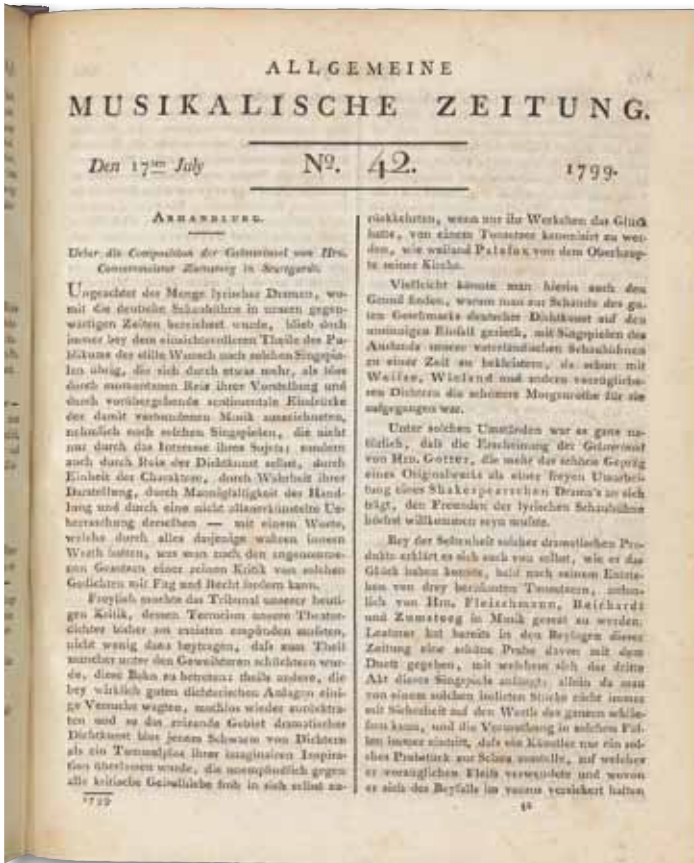 ALLGEMEINE
MUSIKALISCHE ZEITUNG.
Den 17ten July
No. 42.
1799.
ABHANDLUNG.
Ueber die Composition der Geisterinsel von Hrn.
Concertmeister Zumsteeg in Stuttgardt.
Ungeachtet der Menge lyrischer Dramen, wo-
mit die deutsche Schaubühne in unsern gegen-
wärtigen Zeiten bereichert wurde, blieb doch
immer bey dem einsichtsvolleren Theile des Pu-
blikums der stille Wunsch nach solchen Singspie-
len übrig, die sich durch etwas mehr, als blos
durch momentanen Reiz ihrer Vorstellung und
durch vorübergehende sentimentale Eindrücke
der damit verbundenen Musik auszeichneten,
nehmlich nach solchen Singspielen, die nicht
nur durch das Interesse ihres Sujets; sondern
auch durch Reiz der Dichtkunst selbst, durch
Einheit der Charaktere, durch Wahrheit ihrer
Darstellung, durch Mannigfaltigkeit der Hand-
lung und durch eine nicht allzuerkünstelte Ue-
berraschung derselben — mit einem Worte,
welche durch alles dasjenige wahren innern
Werth hätten, was man nach den angenomme-
nen Gesetzen einer reinen Kritik von solchen
Gedichten mit Fug und Recht fordern kann.
Freylich mochte das Tribunal unserer heuti-
gen Kritik, dessen Terrorism unsere Theater-
dichter bisher am empfinden mußten,
nicht wenig dazu beytragen, daß zum Theil
mancher unter den Geweihteren schüchtern wur-
de, diese Bahn zu betreten; theils andere, die
bey wirklich guten dichterischen Anlagen eini-
ge Versuche wagten, muthlos wieder zurücktra-
ten und so das reizende Gebiet dramatischer
Dichtkunst blos jenem Schwarm von Dichtern
als ein Tummelplaz ihrer imaginairen Inspira-
tion überlassen wurde, die unempfindlich gegen
alle kritische Geißelhiebe froh in sich selbst zu-
1799
rückkehrten, wenn nur ihr Werkchen das Glück
hatte, von einem Tonsetzer kanonisirt zu wer-
den, wie weiland Palafox von dem Oberhaup-
te seiner Kirche.
Vielleicht könnte man hierin auch den
Grund finden, warum man zur Schande des gu-
ten Geschmacks deutscher Dichtkunst auf den
unsinnigen Einfall gerieth, mit Singspielen des
Auslands unsere vaterländischen Schaubühnen
zu einer Zeit zu bekleistern, da schon mit
Weisse, Wieland und andern vorzügliche-
ren Dichtern die schönere Morgenröthe für sie
aufgegangen war.
Unter solchen Umständen war es ganz na-
türlich, daß die Erscheinung der Geisterinsel
von Hrn. Gotter, die mehr das schöne Gepräg
eines Originalwerks als einer freyen Umarbei-
tung eines Shakespearschen Drama's an sich
trägt, den Freunden der lyrischen Schaubühne
höchst willkommen seyn mußte.
Bey der Seltenheit solcher dramatischen Pro-
dukte erklärt es sich auch von selbst, wie er das
Glück haben konnte, bald nach seinem Entste-
hen von drey berühmten Tonsetzern, nehm-
lich von Hrn. Fleischmann, Reichardt
und Zumsteeg in Musik gesezt zu werden.
Lezterer hat bereits in den Beylagen dieser
Zeitung eine schöne Probe davon mit dem
Duett gegeben, mit welchem sich der dritte
Akt dieses Singspiels anfängt; allein da man
von einem solchen isolirten Stücke nicht immer
mit Sicherheit auf den Werth des ganzen schlie-
ßen kann, und die Vermuthung in solchem Fal-
len immer eintritt, daß ein Künstler nur ein sol-
ches Probstück zur Schau ausstelle, auf welches
er vorzüglichen Fleiß verwendete und wovon
er sich des Beyfalls im voraus versichert halten
42